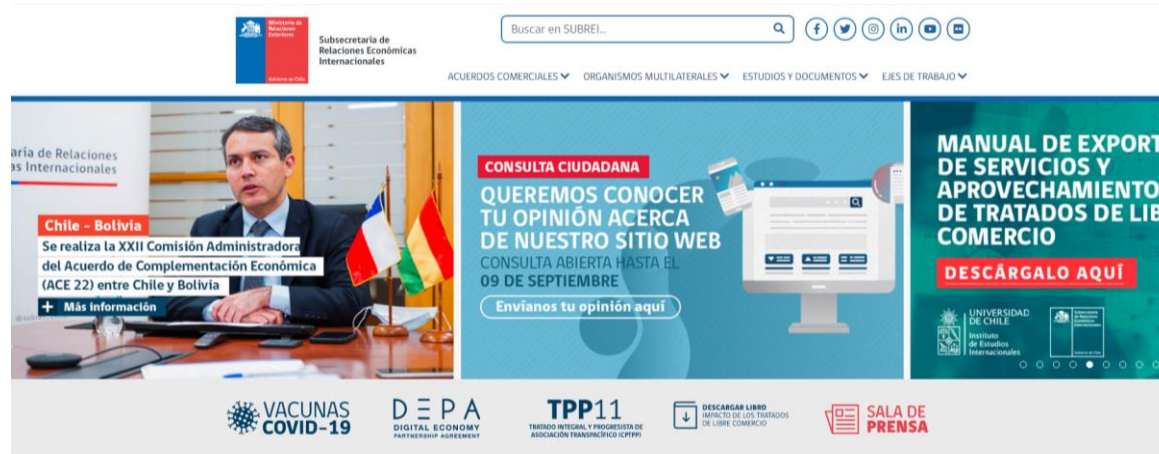 Ministerio de
Relaciones
Exteriores
Gobierno de Chile
Subsecretaría de
Relaciones Económicas
Internacionales
Buscar en SUBREI...
ACUERDOS COMERCIALES
ORGANISMOS MULTILATERALES
ESTUDIOS Y DOCUMENTOS
EJES DE TRABAJO
aría de Relaciones
as Internacionales
Chile - Bolivia
Se realiza la XXII Comisión Administradora
del Acuerdo de Complementación Económica
(ACE 22) entre Chile y Bolivia
+ Más información
CONSULTA CIUDADANA
QUEREMOS CONOCER
TU OPINIÓN ACERCA
DE NUESTRO SITIO WEB
CONSULTA ABIERTA HASTA EL
09 DE SEPTIEMBRE
Envíanos tu opinión aquí
MANUAL DE EXPORT
DE SERVICIOS Y
APROVECHAMIENTO
DE TRATADOS DE LIB
COMERCIO
DESCÁRGALO AQUÍ
UNIVERSIDAD
DE CHILE
Instituto
de Estudios
Internacionales
VACUNAS
COVID-19
DEPA
DIGITAL ECONOMY
PARTNERSHIP AGREEMENT
TPP11
TRATADO INTEGRAL Y PROGRESISTA DE
ASOCIACIÓN TRANSPACÍFICO (CPTPP)
DESCARGAR LIBRO
IMPACTO DE LOS TRATADOS
DE LIBRE COMERCIO
SALA DE
PRENSA